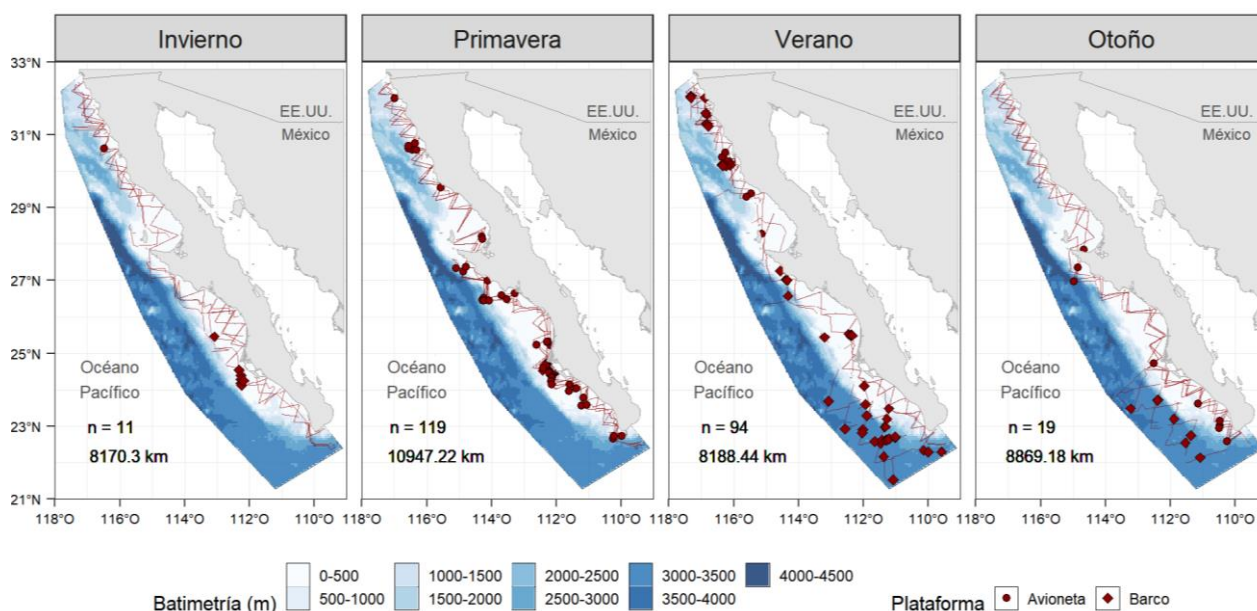 Invierno
Primavera
Verano
Otoño
33°N
31°N
29°N
27°N
25°N
23°N
21°N
EE.UU.
México
Océano
Pacífico
n = 11
8170.3 km
EE.UU.
México
Océano
Pacífico
n = 119
10947.22 km
EE.UU.
México
Océano
Pacífico
n = 94
8188.44 km
EE.UU.
México
Océano
Pacífico
n = 19
8869.18 km
118°O 116°O 114°O 112°O 110°O
118°O 116°O 114°O 112°O 110°O
118°O 116°O 114°O 112°O 110°O
118°O 116°O 114°O 112°O 110°O
Batimetría (m)
0-500
500-1000
1000-1500
1500-2000
2000-2500
2500-3000
3000-3500
3500-4000
4000-4500
Plataforma
Avioneta
Barco